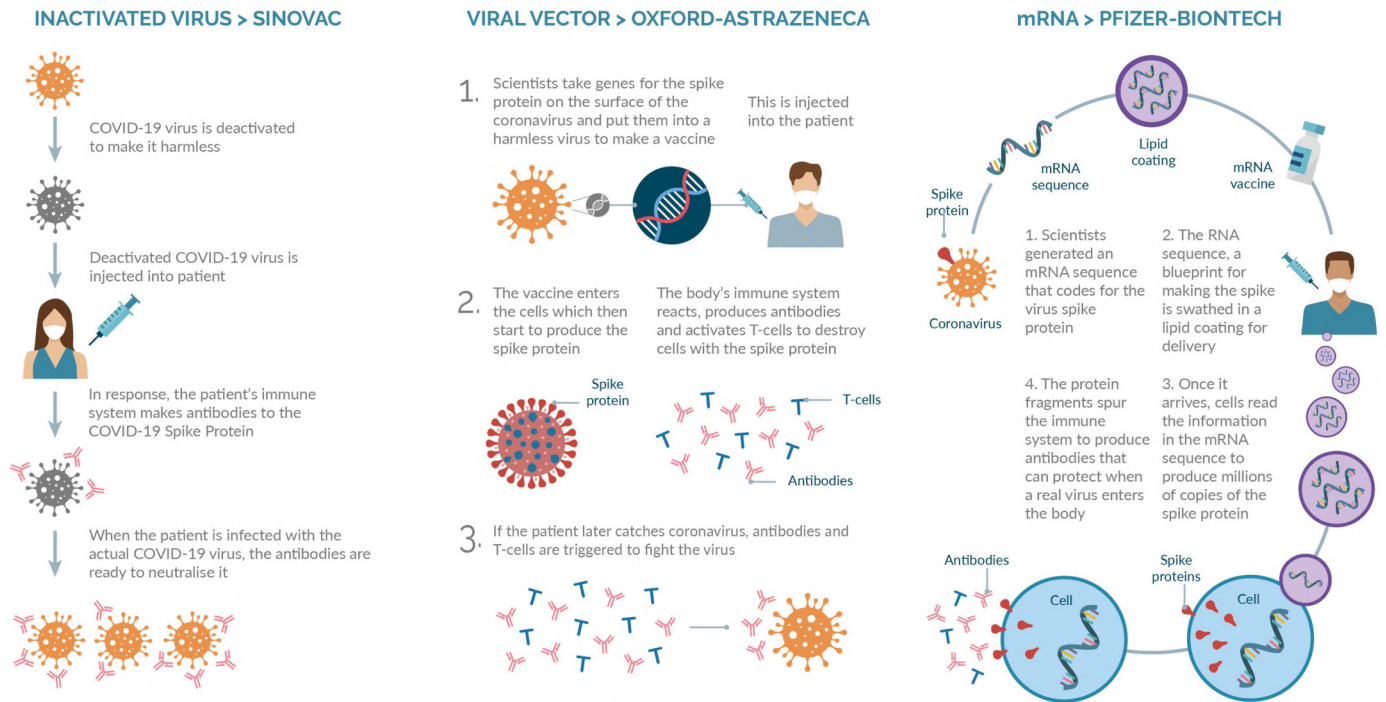 INACTIVATED VIRUS > SINOVAC
COVID-19 virus is deactivated
to make it harmless
Deactivated COVID-19 virus is
injected into patient
In response, the patient's immune
system makes antibodies to the
COVID-19 Spike Protein
When the patient is infected with the
actual COVID-19 virus, the antibodies are
ready to neutralise it
VIRAL VECTOR > OXFORD-ASTRAZENECA
1.
Scientists take genes for the spike
protein on the surface of the
coronavirus and put them into a
harmless virus to make a vaccine
This is injected
into the patient
2.
The vaccine enters
the cells which then
start to produce the
spike protein
The body's immune system
reacts, produces antibodies
and activates T-cells to destroy
cells with the spike protein
Spike
protein
T-cells
Antibodies
3.
If the patient later catches coronavirus, antibodies and
T-cells are triggered to fight the virus
mRNA > PFIZER-BIONTECH
Lipid
coating
mRNA
sequence
mRNA
vaccine
Spike
protein
Coronavirus
1. Scientists
generated an
mRNA sequence
that codes for the
virus spike
protein
2. The RNA
sequence, a
blueprint for
making the spike
is swathed in a
lipid coating for
delivery
4. The protein
fragments spur
the immune
system to produce
antibodies that
can protect when
a real virus enters
the body
3. Once it
arrives, cells read
the information
in the mRNA
sequence to
produce millions
of copies of the
spike protein
Antibodies
Cell
Spike
proteins
Cell